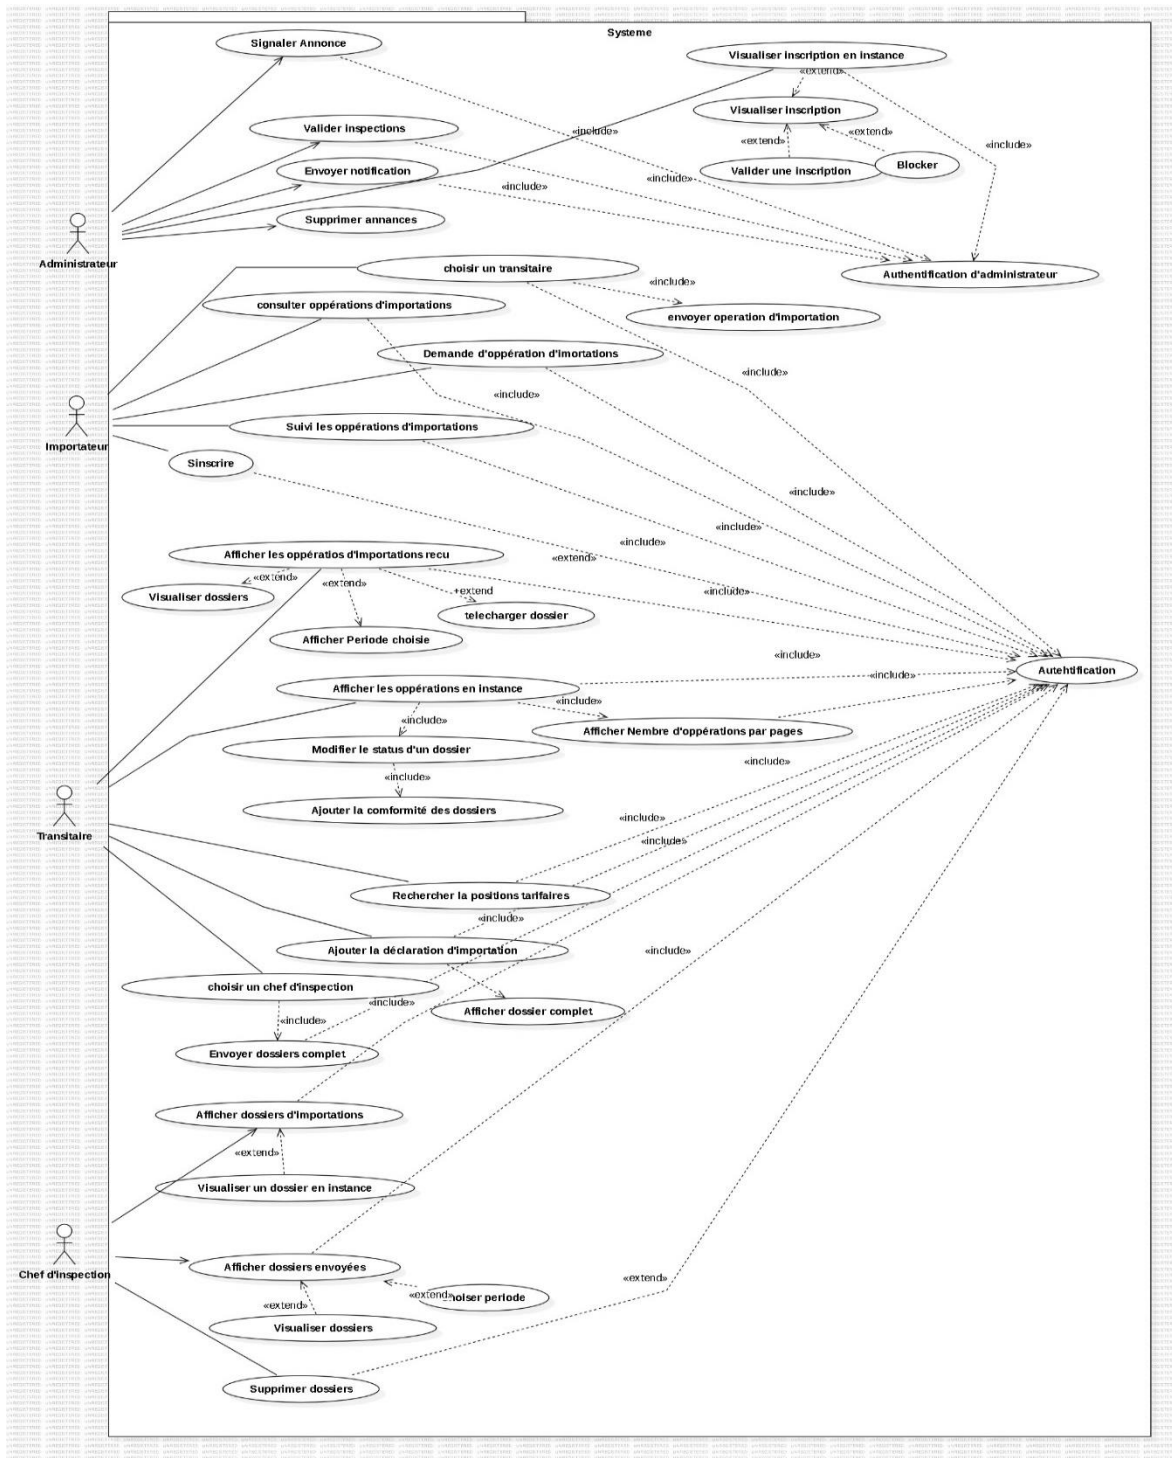 Systeme
Signaler Annonce
Visualiser inscription en instance
«extend»
Visualiser inscription
Valider inspections
«include»
«extend»
«extend»
«include»
Blocker
Valider une inscription
Envoyer notification
«include»
«include»
Supprimer annances
Administrateur
choisir un transitaire
Authentification d'administrateur
«include»
consulter oppérations d'importations
envoyer operation d'importation
Demande d'oppération d'imortations
«include»
«include»
Suivi les oppérations d'importations
Importateur
Sinscrire
«include»
«include»
«include»
«extend»
Afficher les oppératios d'importations recu
«extend»
«extend»
+extend
«include»
Visualiser dossiers
telecharger dossier
Afficher Periode choisie
«include»
Autehtification
«include»
Afficher les oppérations en instance
«include»
«include»
Afficher Nembre d'oppérations par pages
Modifier le status d'un dossier
«include»
«include»
Ajouter la comformité des dossiers
«include»
Transitaire
«include»
Rechercher la positions tarifaires
«include»
Ajouter la déclaration d'importation
«include»
choisir un chef d'inspection
«include»
Afficher dossier complet
«include»
Envoyer dossiers complet
Afficher dossiers d'importations
«extend»
Visualiser un dossier en instance
Chef d'inspection
Afficher dossiers envoyées
«extend»
«extend»
periode
«extend»
Visualiser dossiers
Supprimer dossiers